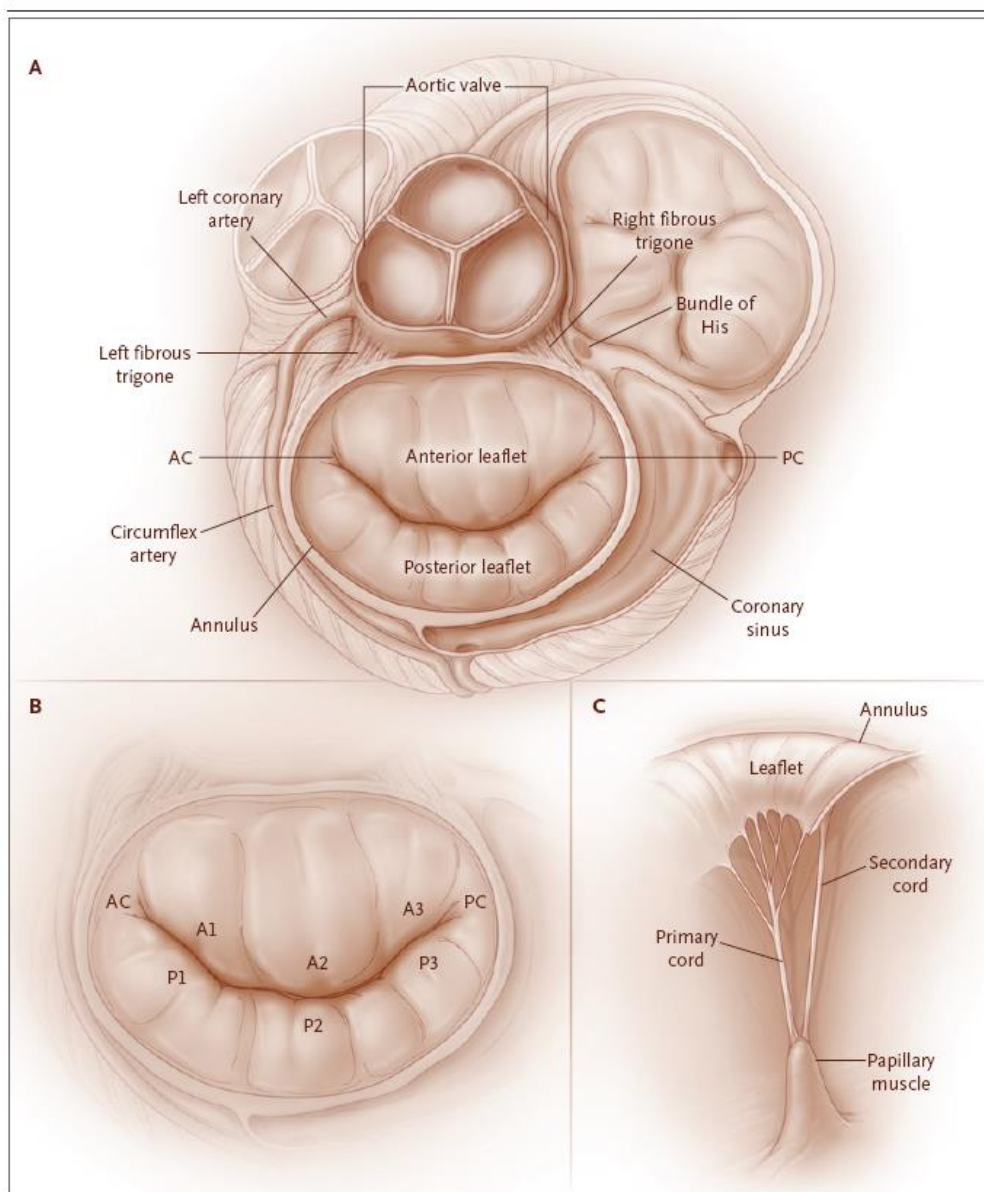 A
Aortic valve
Left coronary
artery
Right fibrous
trigone
Bundle of
His
Left fibrous
trigone
AC
Anterior leaflet
PC
Circumflex
artery
Posterior leaflet
Annulus
Coronary
sinus
B
AC
A1
A2
A3
PC
P1
P2
P3
C
Annulus
Leaflet
Secondary
cord
Primary
cord
Papillary
muscle